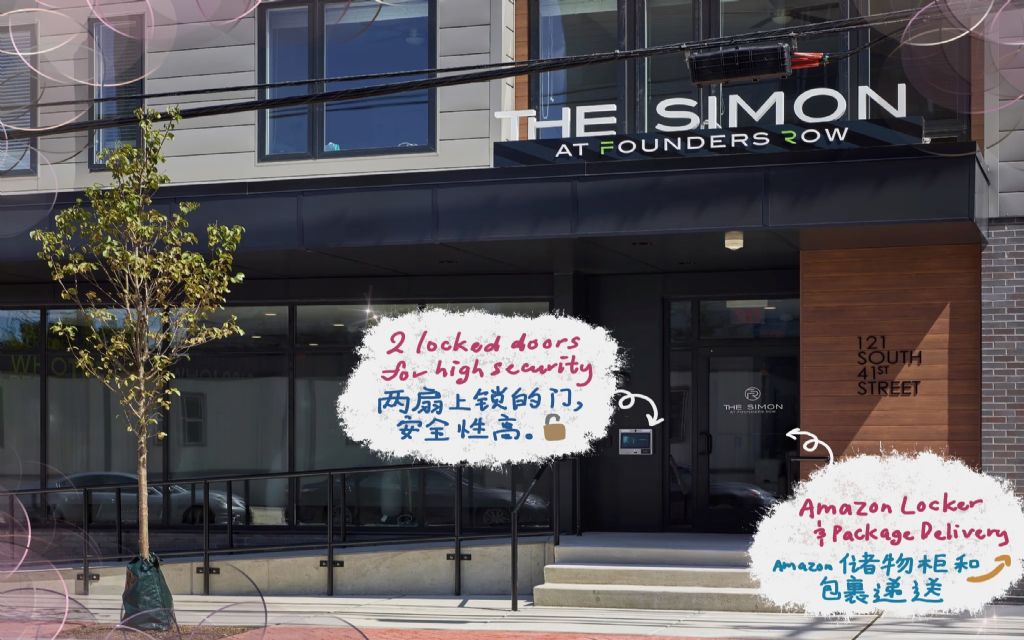 THE SIMON
AT FOUNDERS ROW
2 locked doors
for high security
两扇上锁的门,
安全性高.
121
SOUTH
41ST
STREET
THE SIMON
AT FOUNDERS ROW
Amazon Locker
& Package Delivery
Amazon 储物柜和
包裹递送